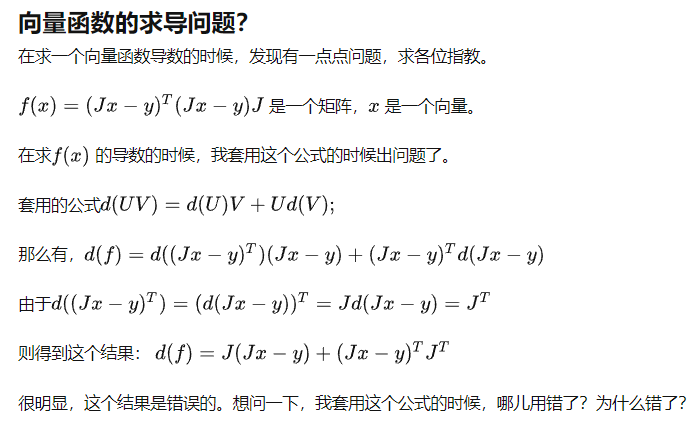 向量函数的求导问题？
在求一个向量函数导数的时候，发现有一点点问题，求各位指教。
f(x) = (Jx − y)^T(Jx − y)J 是一个矩阵，x 是一个向量。
在求f(x) 的导数的时候，我套用这个公式的时候出问题了。
套用的公式d(UV) = d(U)V + Ud(V);
那么有，d(f) = d((Jx − y)^T)(Jx − y) + (Jx − y)^T d(Jx − y)
由于d((Jx − y)^T) = (d(Jx − y))^T = Jd(Jx − y) = J^T
则得到这个结果： d(f) = J(Jx − y) + (Jx − y)^T J^T
很明显，这个结果是错误的。想问一下，我套用这个公式的时候，哪儿用错了？为什么错了？